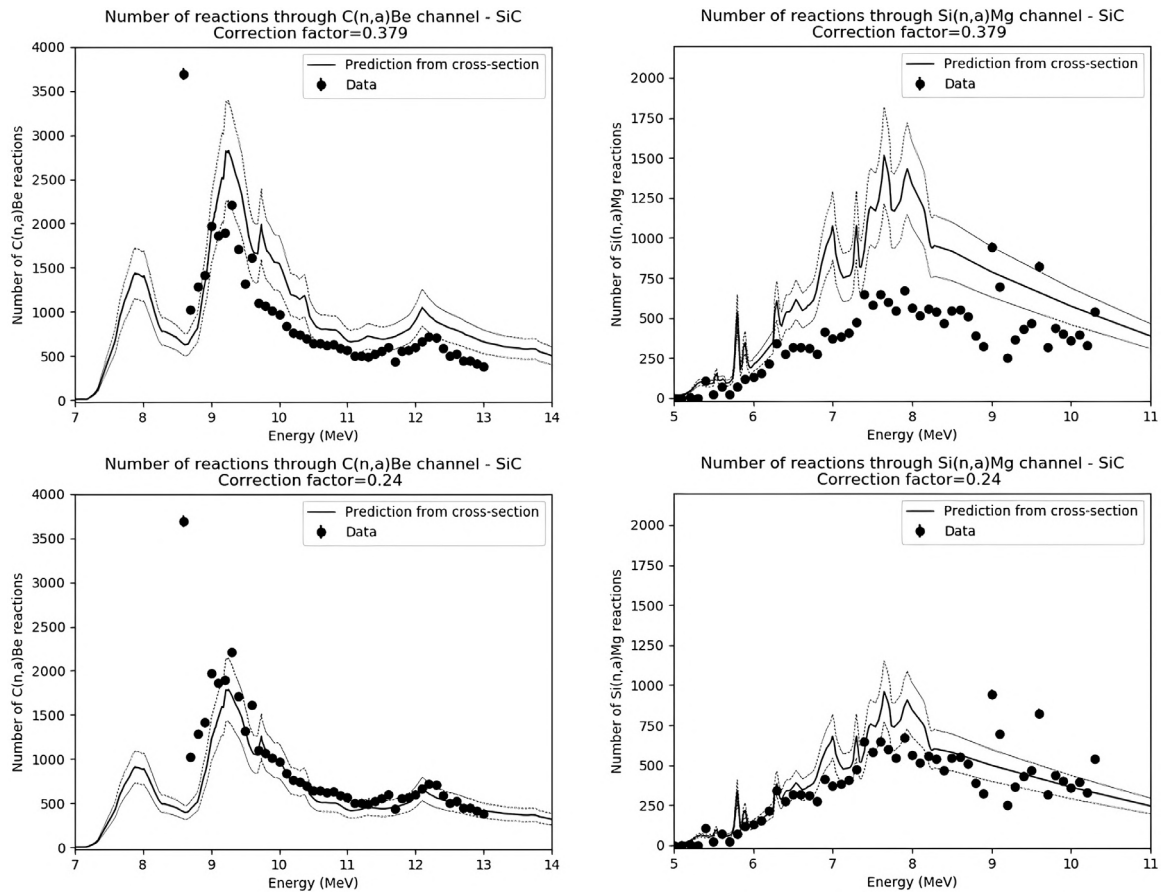 Number of reactions through C(n,a)Be channel - SiC
Correction factor=0.379
4000
3500
3000
2500
2000
1500
1000
500
0
Number of C(n,a)Be reactions
Prediction from cross-section
Data
7 8 9 10 11 12 13 14
Energy (MeV)
Number of reactions through Si(n,a)Mg channel - SiC
Correction factor=0.379
2000
1750
1500
1250
1000
750
500
250
0
Number of Si(n,a)Mg reactions
Prediction from cross-section
Data
5 6 7 8 9 10 11
Energy (MeV)
Number of reactions through C(n,a)Be channel - SiC
Correction factor=0.24
4000
3500
3000
2500
2000
1500
1000
500
0
Number of C(n,a)Be reactions
Prediction from cross-section
Data
7 8 9 10 11 12 13 14
Energy (MeV)
Number of reactions through Si(n,a)Mg channel - SiC
Correction factor=0.24
2000
1750
1500
1250
1000
750
500
250
0
Number of Si(n,a)Mg reactions
Prediction from cross-section
Data
5 6 7 8 9 10 11
Energy (MeV)